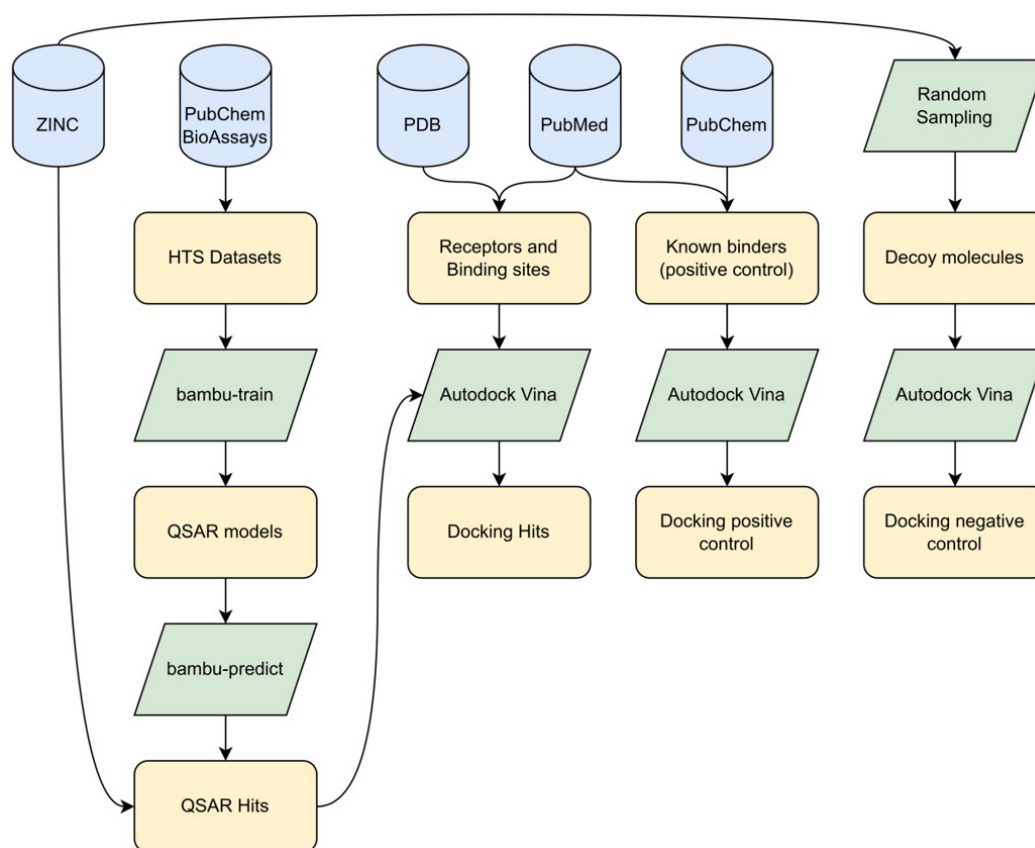 ZINC
PubChem
BioAssays
PDB
PubMed
PubChem
Random
Sampling
HTS Datasets
Receptors and
Binding sites
Known binders
(positive control)
Decoy molecules
bambu-train
Autodock Vina
Autodock Vina
Autodock Vina
QSAR models
Docking Hits
Docking positive
control
Docking negative
control
bambu-predict
QSAR Hits